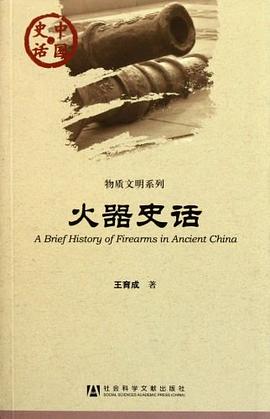 中国
史话
物质文明系列
火器史话
A Brief History of Firearms in Ancient China
王育成 著
社会科学文献出版社
SOCIAL SCIENCES ACADEMIC PRESS (CHINA)